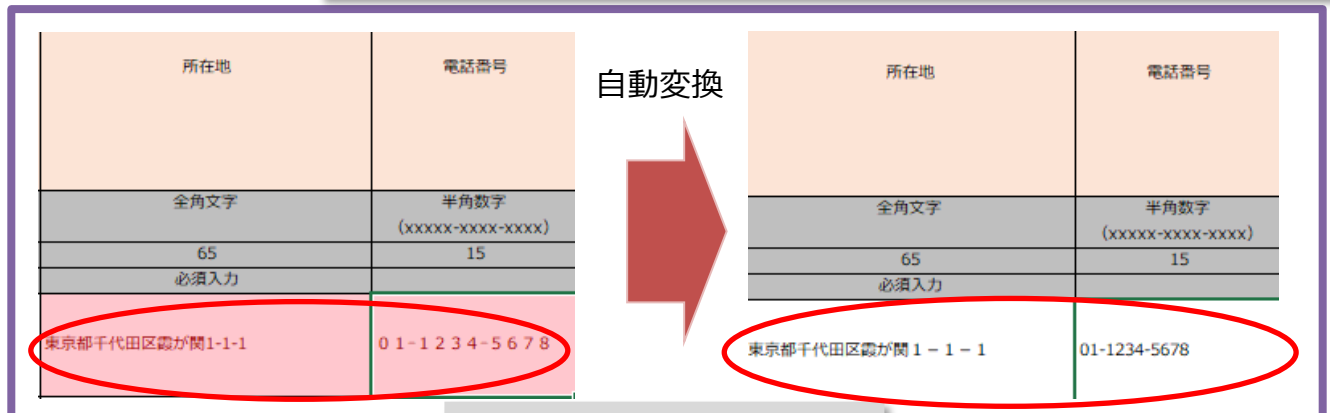 所在地 電話番号
全角文字 半角数字
(xxxxx-xxxx-xxxx)
65 15
必須入力
東京都千代田区霞が関1-1-1 ０１-１２３４-５６７８
自動変換
所在地 電話番号
全角文字 半角数字
(xxxxx-xxxx-xxxx)
65 15
必須入力
東京都千代田区霞が関１－１－１ 01-1234-5678